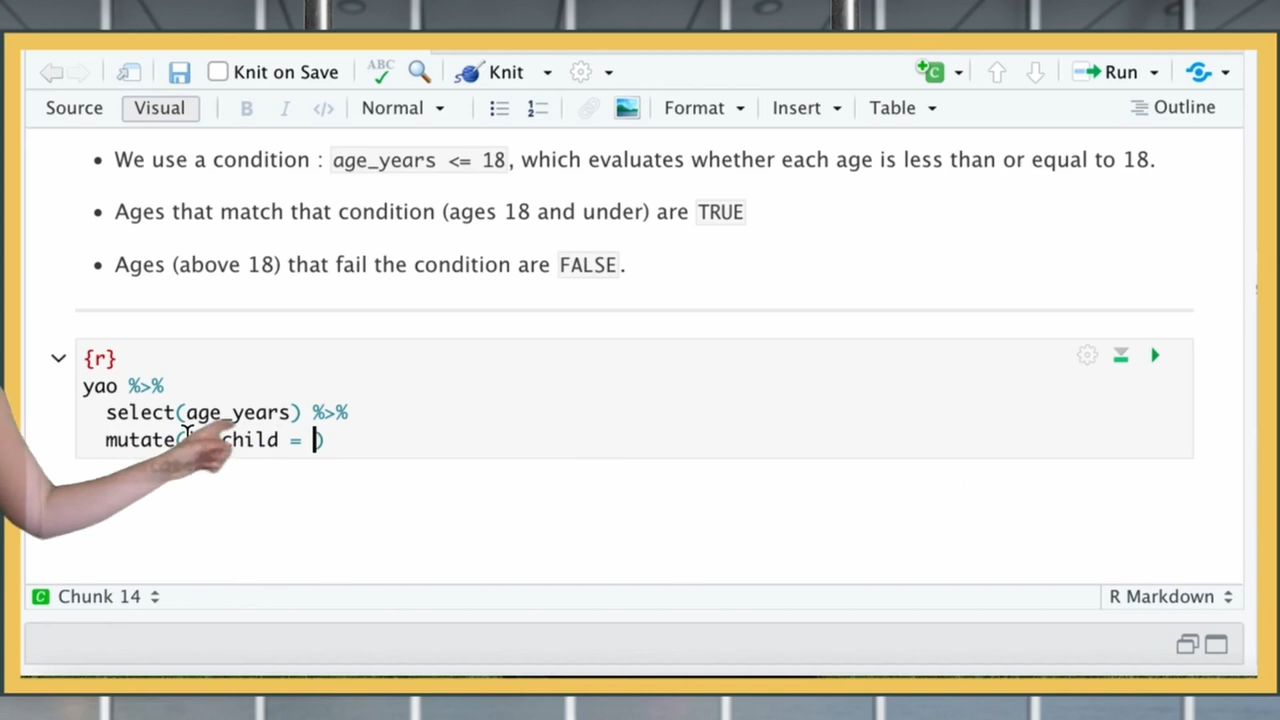 Knit on Save ABC Knit C Run
Source Visual B I </> Normal Format Insert Table Outline
• We use a condition : age_years <= 18, which evaluates whether each age is less than or equal to 18.
• Ages that match that condition (ages 18 and under) are TRUE
• Ages (above 18) that fail the condition are FALSE.
{r}
yao %>%
select(age_years) %>%
mutate( child = )
C Chunk 14 R Markdown